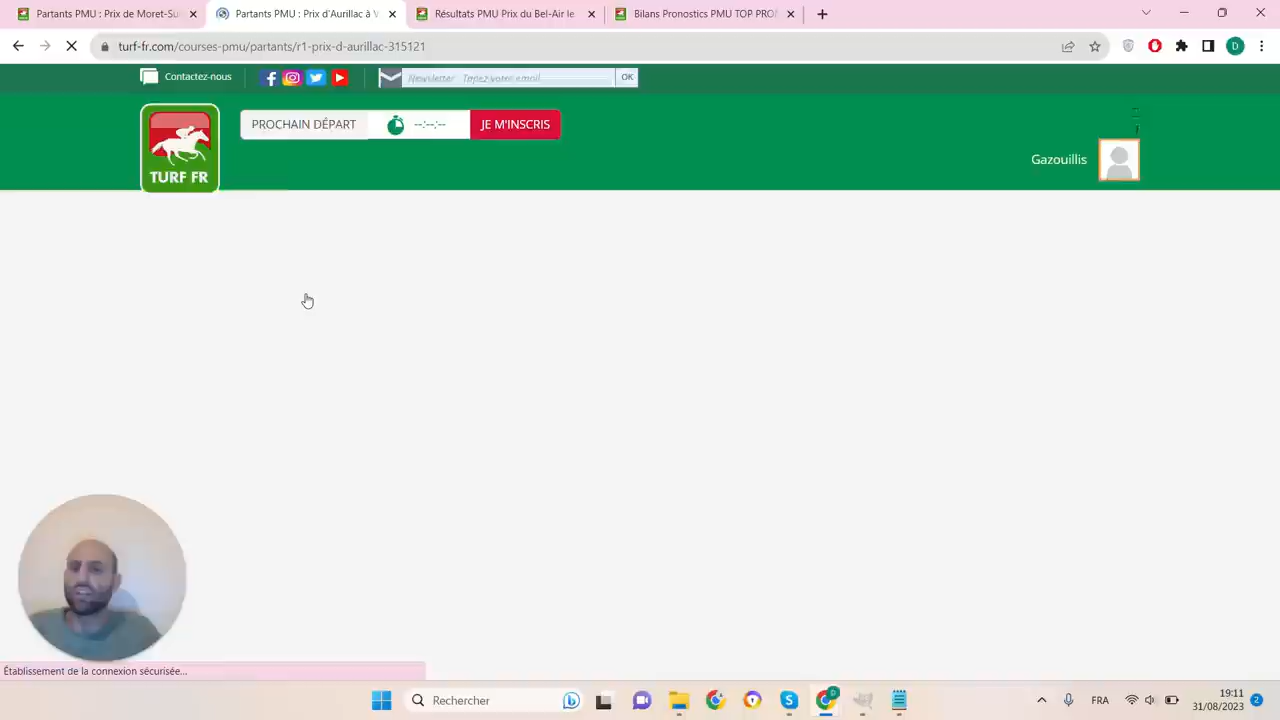 Partants PMU : Prix de Moret-Su
Partants PMU : Prix d'Aurillac à V
Résultats PMU Prix du Bel-Air le
Bilans Pronostics PMU TOP PRO
turf-fr.com/courses-pmu/partants/r1-prix-d-aurillac-315121
D
Contactez-nous
Newsletter Tapez votre email
OK
PROCHAIN DÉPART
--:--:--
JE M'INSCRIS
TURF FR
Gazouillis
Établissement de la connexion sécurisée...
Rechercher
D
FRA
19:11
31/08/2023
2